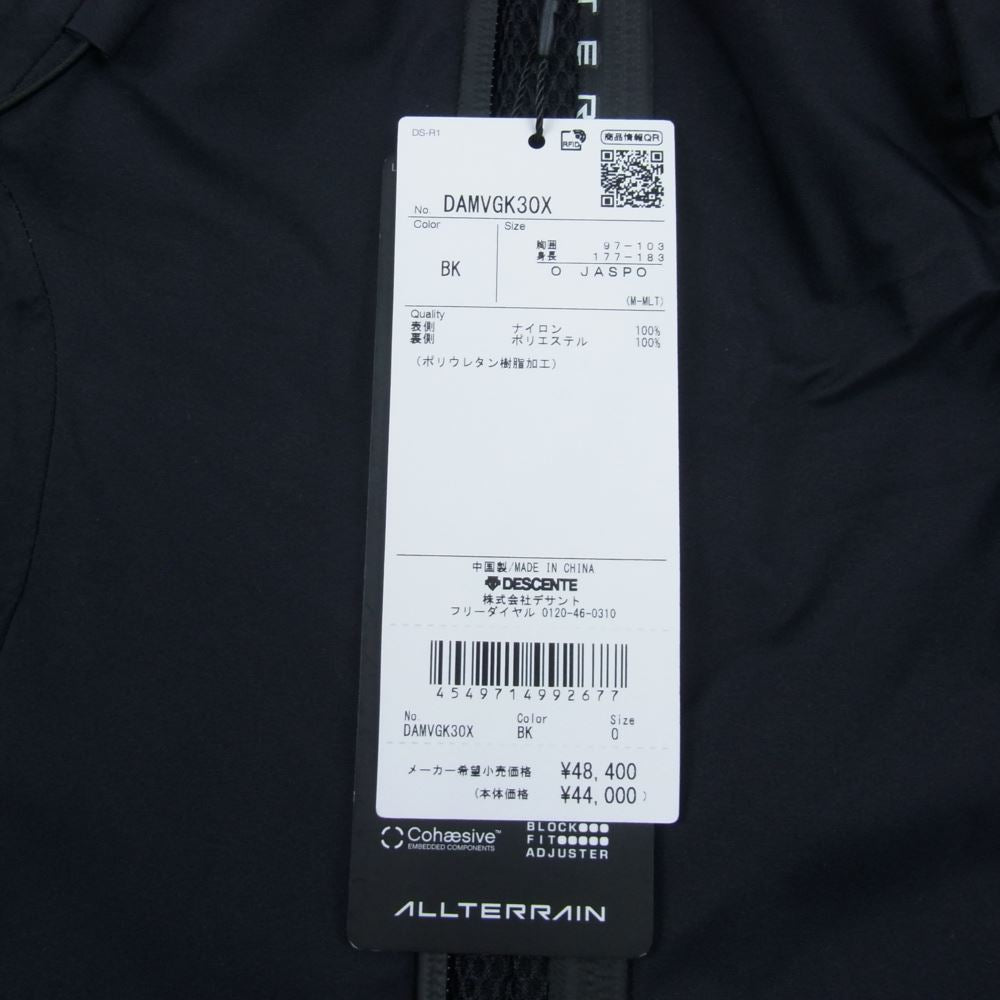 TER
DS-R1
RFID
商品情報QR
No. DAMVGK30X
Color
Size
BK
胸囲 97-103
身長 177-183
O JASPO
(M-MLT)
Quality
表側 ナイロン 100%
裏側 ポリエステル 100%
(ポリウレタン樹脂加工)
中国製/MADE IN CHINA
DESCENTE
株式会社デサント
フリーダイヤル 0120-46-0310
4549714992677
No. Color Size
DAMVGK30X BK O
メーカー希望小売価格 ¥48,400
(本体価格 ¥44,000)
Cohæsive™
EMBEDDED COMPONENTS
BLOCK
FIT
ADJUSTER
ALLTERRAIN